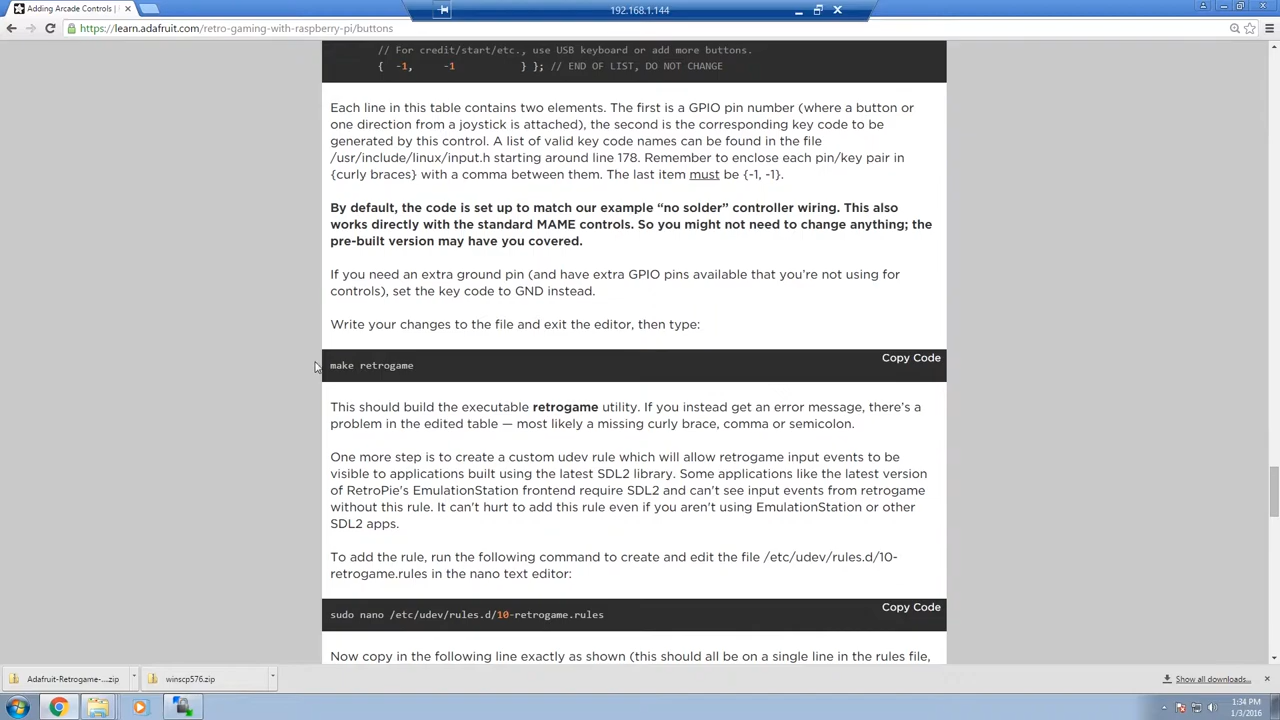 Adding Arcade Controls |
192.168.1.144
https://learn.adafruit.com/retro-gaming-with-raspberry-pi/buttons
// For credit/start/etc., use USB keyboard or add more buttons.
{ -1, -1 } }; // END OF LIST, DO NOT CHANGE
Each line in this table contains two elements. The first is a GPIO pin number (where a button or
one direction from a joystick is attached), the second is the corresponding key code to be
generated by this control. A list of valid key code names can be found in the file
/usr/include/linux/input.h starting around line 178. Remember to enclose each pin/key pair in
{curly braces} with a comma between them. The last item must be {-1, -1}.
By default, the code is set up to match our example “no solder” controller wiring. This also
works directly with the standard MAME controls. So you might not need to change anything; the
pre-built version may have you covered.
If you need an extra ground pin (and have extra GPIO pins available that you’re not using for
controls), set the key code to GND instead.
Write your changes to the file and exit the editor, then type:
Copy Code
make retrogame
This should build the executable retrogame utility. If you instead get an error message, there’s a
problem in the edited table — most likely a missing curly brace, comma or semicolon.
One more step is to create a custom udev rule which will allow retrogame input events to be
visible to applications built using the latest SDL2 library. Some applications like the latest version
of RetroPie's EmulationStation frontend require SDL2 and can't see input events from retrogame
without this rule. It can't hurt to add this rule even if you aren't using EmulationStation or other
SDL2 apps.
To add the rule, run the following command to create and edit the file /etc/udev/rules.d/10-
retrogame.rules in the nano text editor:
Copy Code
sudo nano /etc/udev/rules.d/10-retrogame.rules
Now copy in the following line exactly as shown (this should all be on a single line in the rules file,
Adafruit-Retrogame-....zip
winscp576.zip
Show all downloads...
1:34 PM
1/3/2016